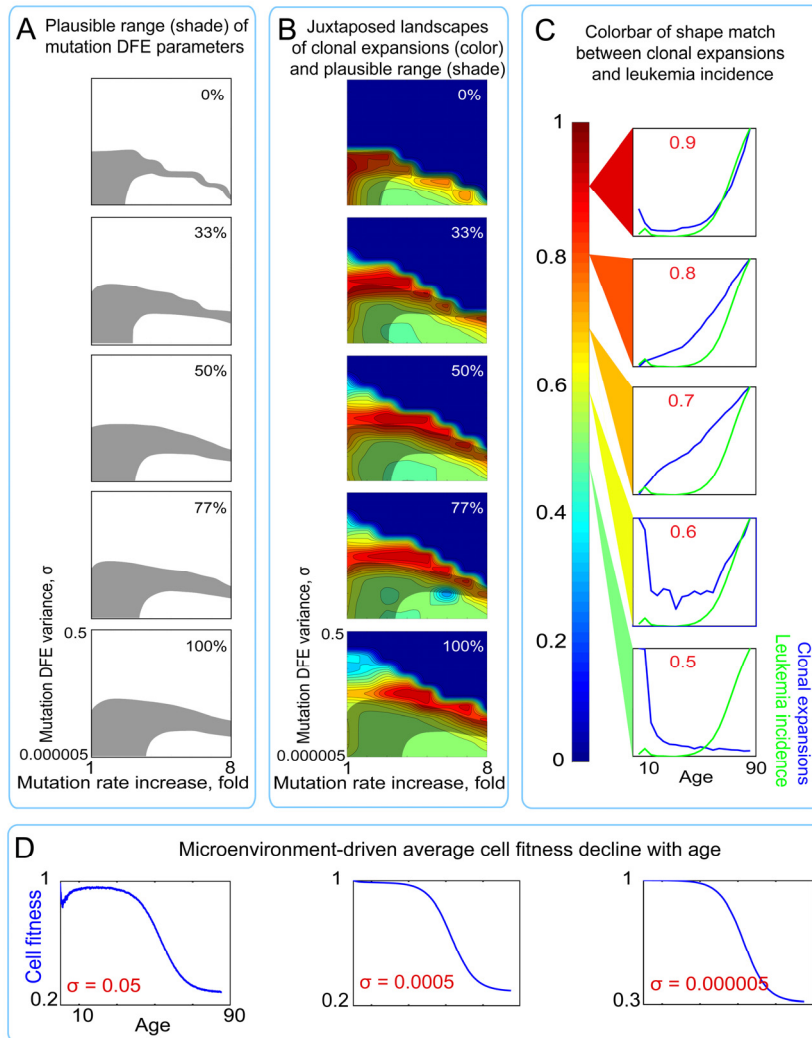 A
Plausible range (shade) of
mutation DFE parameters
0%
33%
50%
77%
100%
Mutation DFE variance, σ
0.5
0.000005
1
8
Mutation rate increase, fold
B
Juxtaposed landscapes
of clonal expansions (color)
and plausible range (shade)
0%
33%
50%
77%
100%
Mutation DFE variance, σ
0.5
0.000005
1
8
Mutation rate increase, fold
C
Colorbar of shape match
between clonal expansions
and leukemia incidence
1
0.8
0.6
0.4
0.2
0
0.9
0.8
0.7
0.6
0.5
10
Age
90
Leukemia incidence
Clonal expansions
D
Microenvironment-driven average cell fitness decline with age
Cell fitness
1
0.2
σ = 0.05
10
Age
90
1
0.2
σ = 0.0005
1
0.3
σ = 0.000005